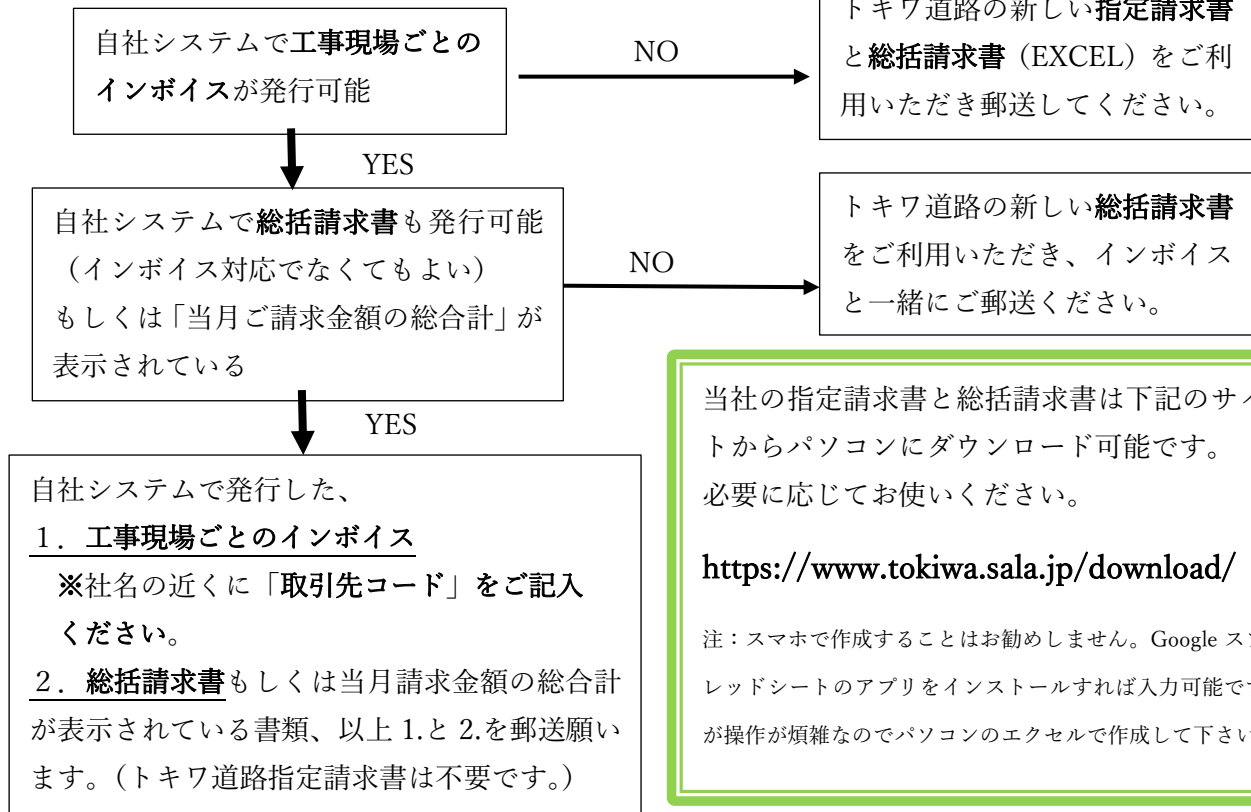 自社システムで工事現場ごとの
インボイスが発行可能
NO
トキワ道路の新しい指定請求書
と総括請求書（EXCEL）をご利
用いただき郵送してください。
YES
自社システムで総括請求書も発行可能
（インボイス対応でなくてもよい）
もしくは「当月ご請求金額の総合計」が
表示されている
NO
トキワ道路の新しい総括請求書
をご利用いただき、インボイス
と一緒にご郵送ください。
YES
自社システムで発行した、
１．工事現場ごとのインボイス
※社名の近くに「取引先コード」をご記入
ください。
２．総括請求書もしくは当月請求金額の総合計
が表示されている書類、以上 1.と 2.を郵送願い
ます。（トキワ道路指定請求書は不要です。）
当社の指定請求書と総括請求書は下記のサイ
トからパソコンにダウンロード可能です。
必要に応じてお使いください。
https://www.tokiwa.sala.jp/download/
注：スマホで作成することはお勧めしません。Google スプ
レッドシートのアプリをインストールすれば入力可能です
が操作が煩雑なのでパソコンのエクセルで作成して下さい